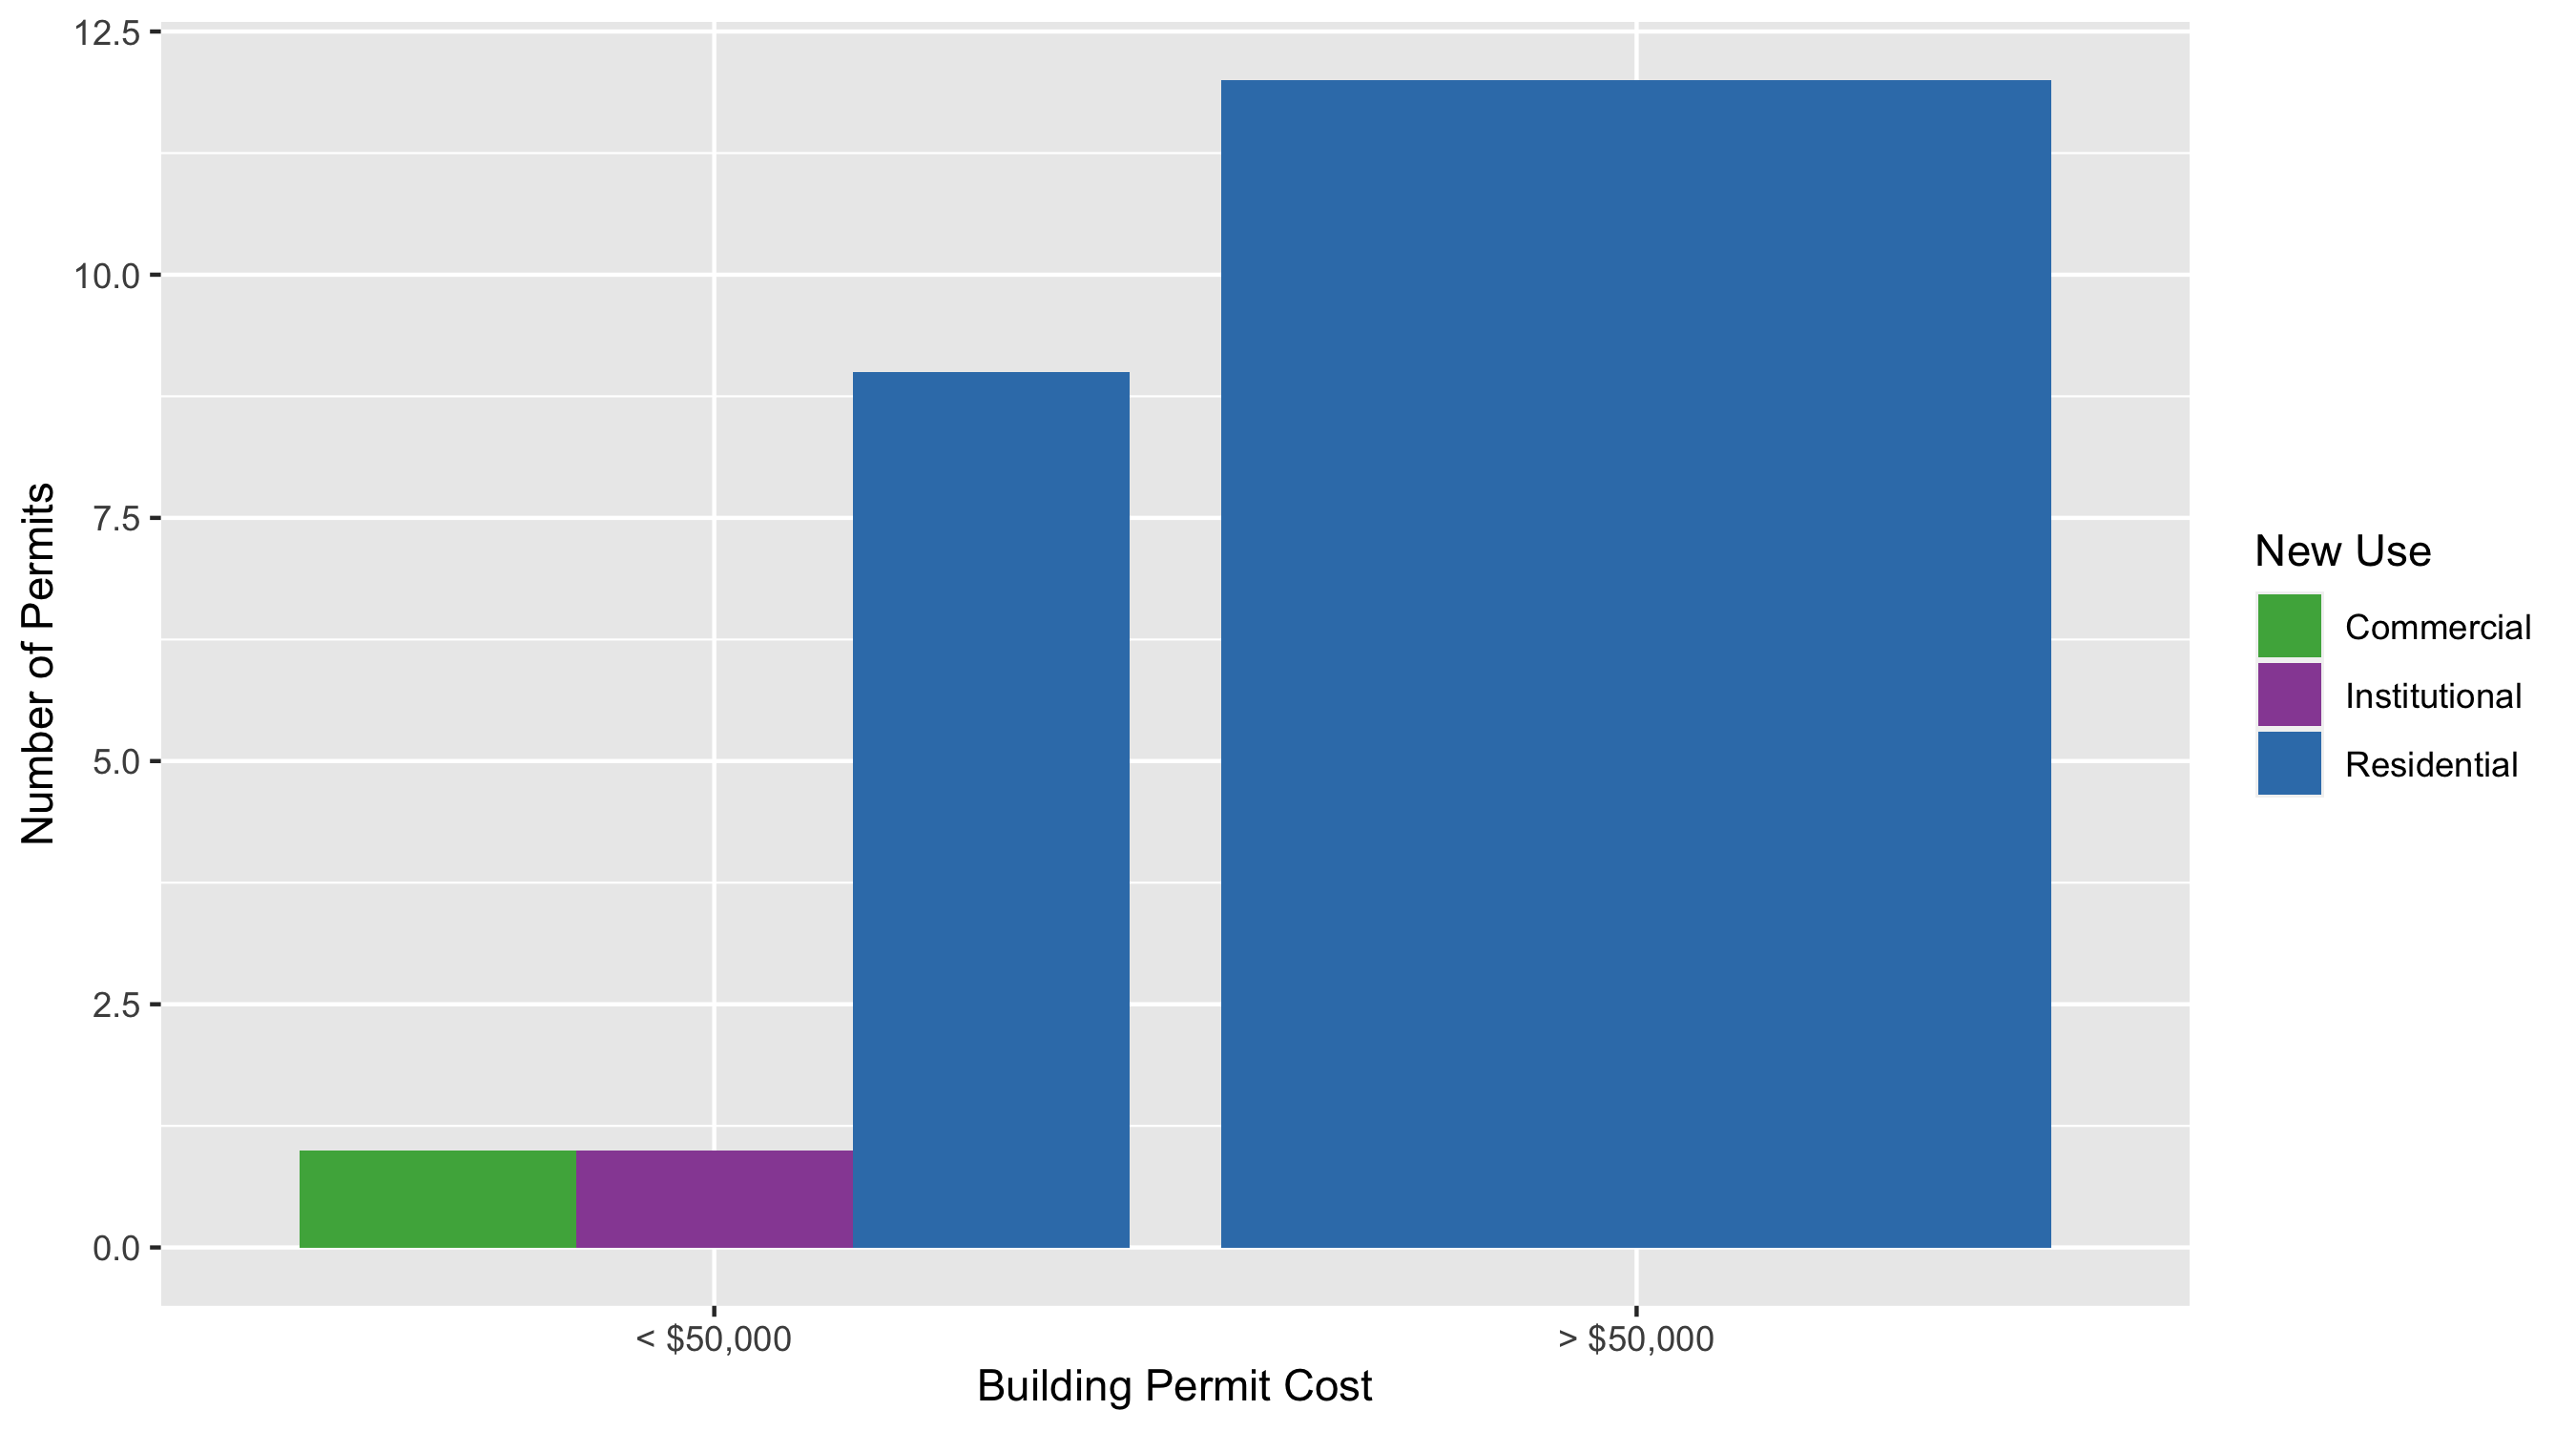 12.5
10.0
7.5
5.0
2.5
0.0
Number of Permits
< $50,000
> $50,000
Building Permit Cost
New Use
Commercial
Institutional
Residential